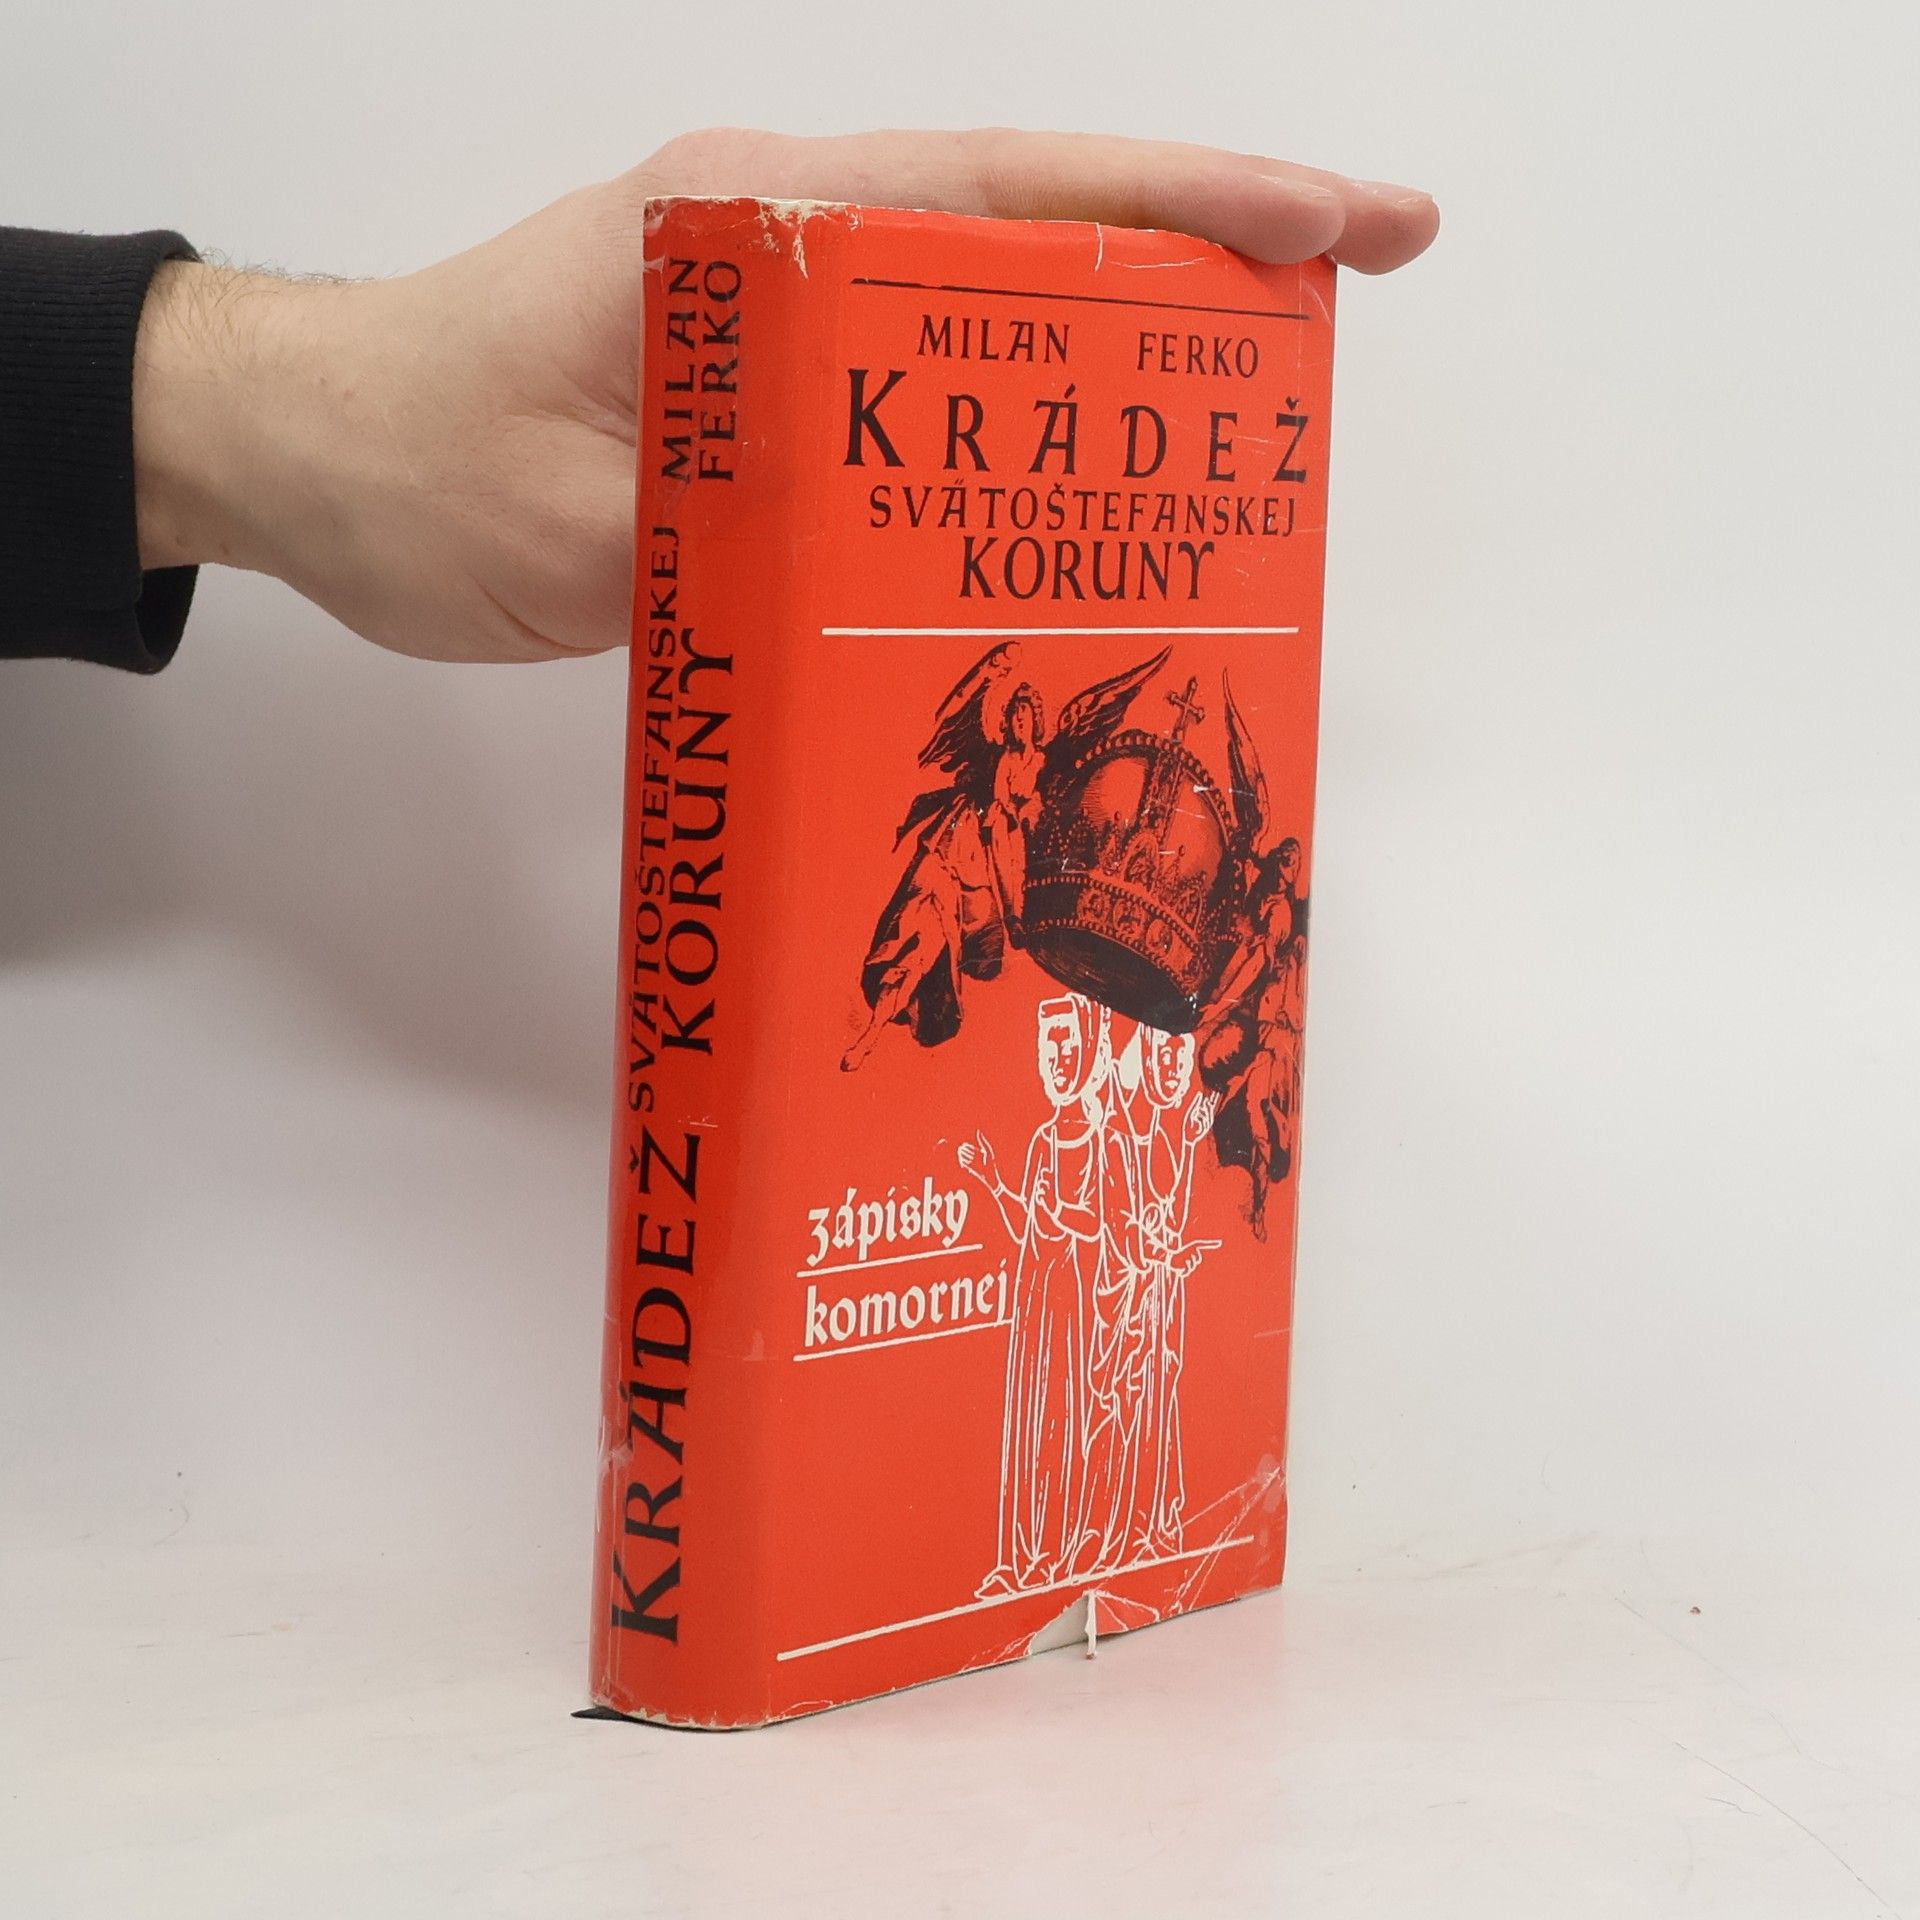 MILAN FERKO
KRÁDEŽ
SVÄTOŠTEFANSKEJ
KORUNY
zápisky
komornej
KRÁDEŽ SVÄTOŠTEFANSKEJ KORUNY MILAN FERKO